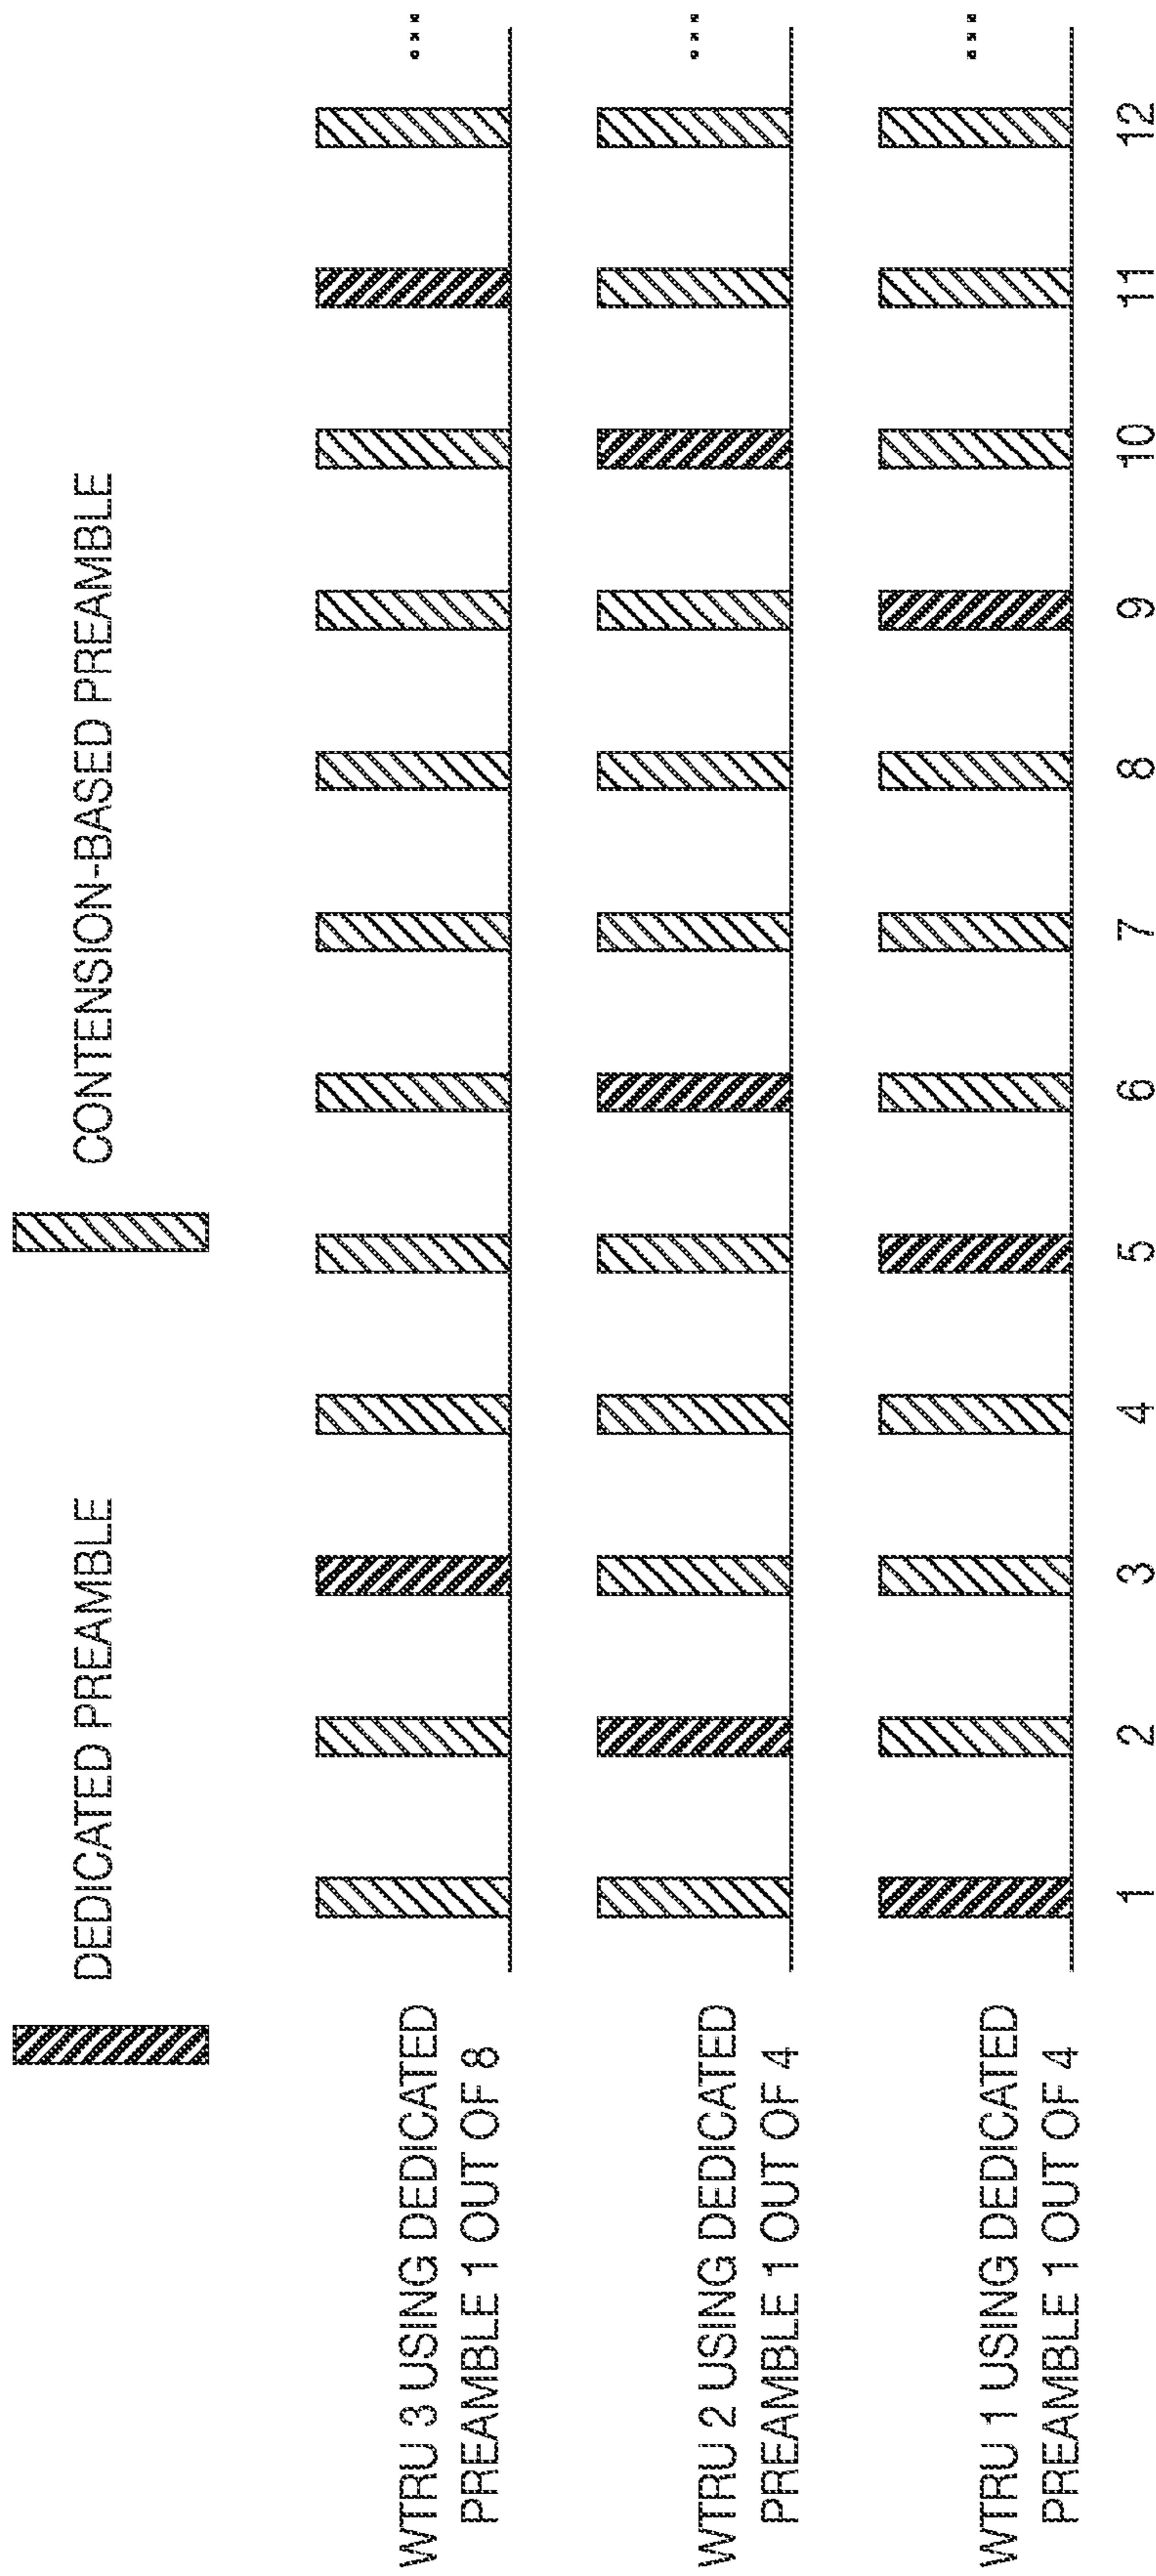 DEDICATED PREAMBLE
CONTENSION-BASED PREAMBLE
WTRU 3 USING DEDICATED
PREAMBLE 1 OUT OF 8
...
WTRU 2 USING DEDICATED
PREAMBLE 1 OUT OF 4
...
WTRU 1 USING DEDICATED
PREAMBLE 1 OUT OF 4
...
1 2 3 4 5 6 7 8 9 10 11 12